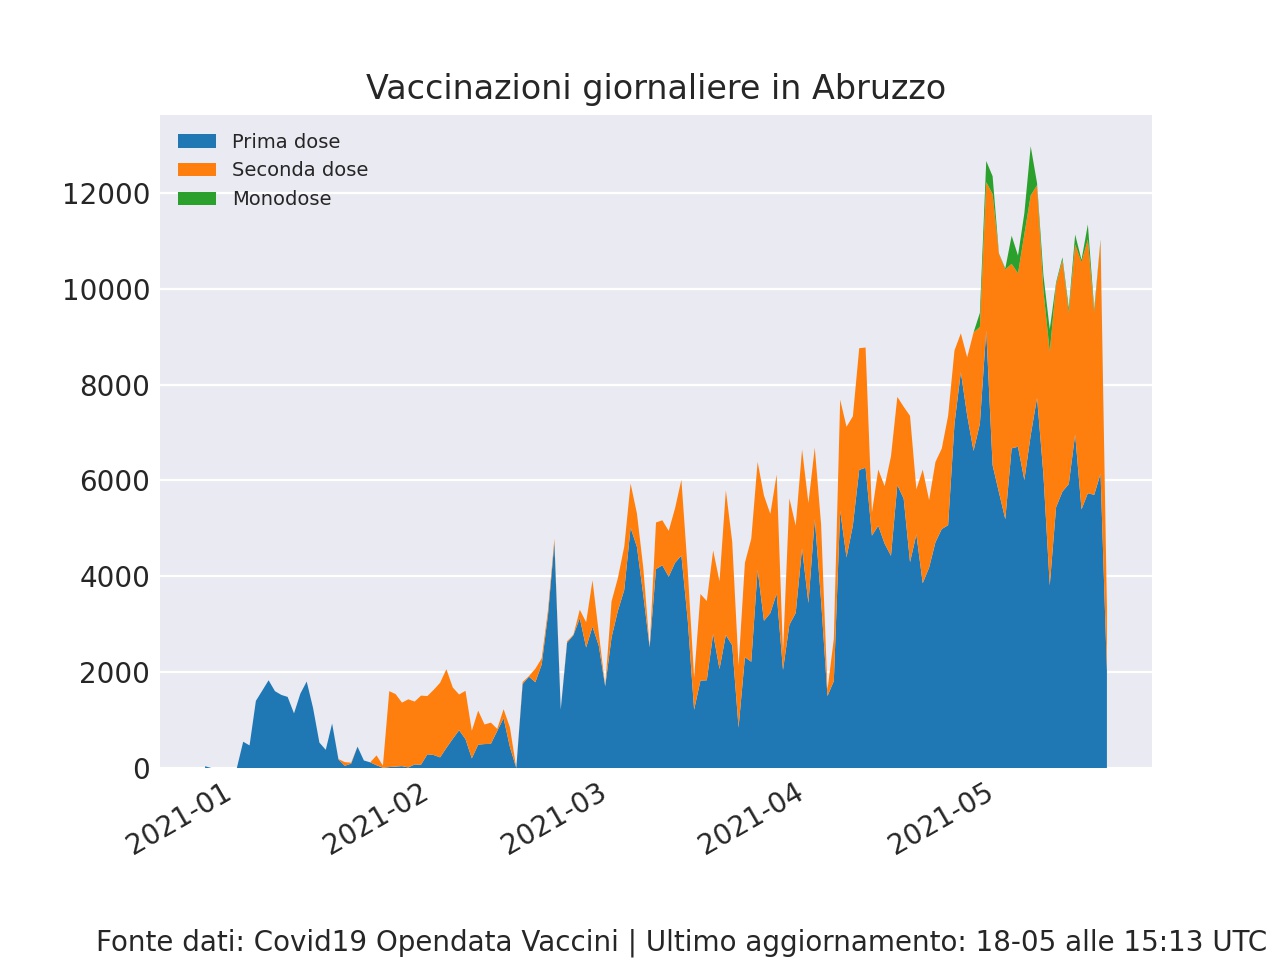 Vaccinazioni giornaliere in Abruzzo
Prima dose
Seconda dose
Monodose
12000
10000
8000
6000
4000
2000
0
2021-01
2021-02
2021-03
2021-04
2021-05
Fonte dati: Covid19 Opendata Vaccini | Ultimo aggiornamento: 18-05 alle 15:13 UTC